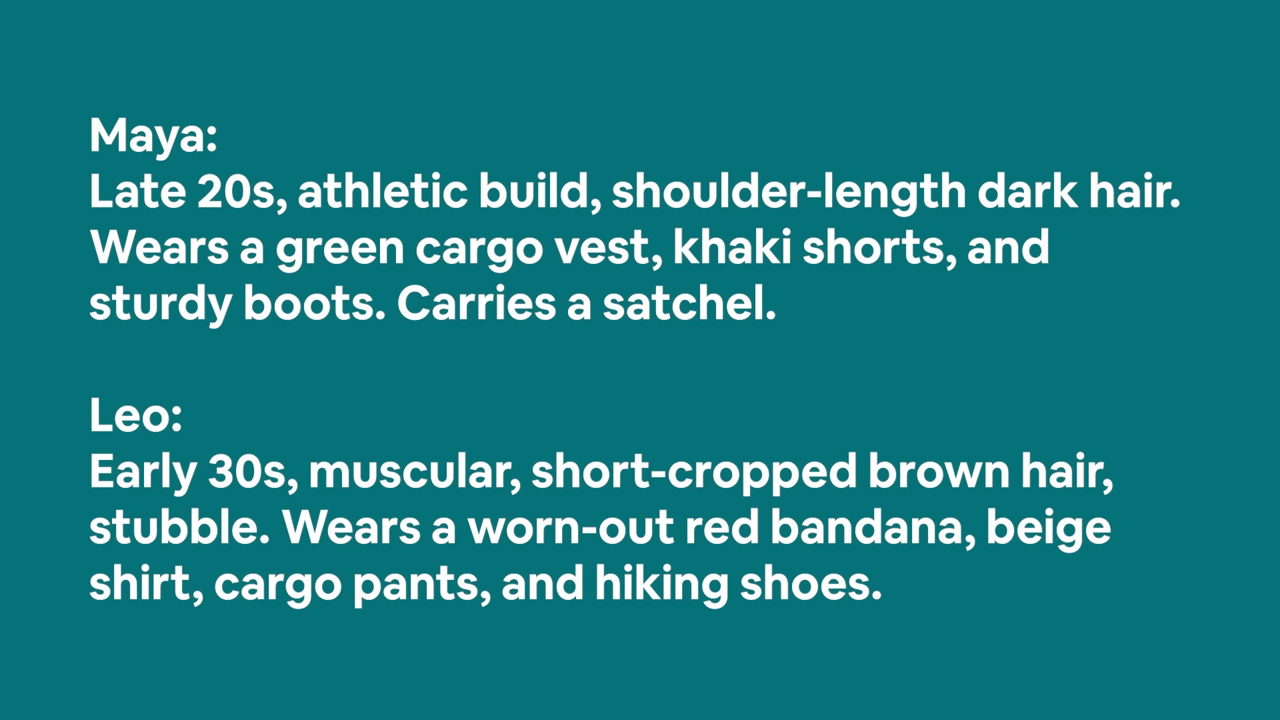 Maya:
Late 20s, athletic build, shoulder-length dark hair.
Wears a green cargo vest, khaki shorts, and
sturdy boots. Carries a satchel.
Leo:
Early 30s, muscular, short-cropped brown hair,
stubble. Wears a worn-out red bandana, beige
shirt, cargo pants, and hiking shoes.